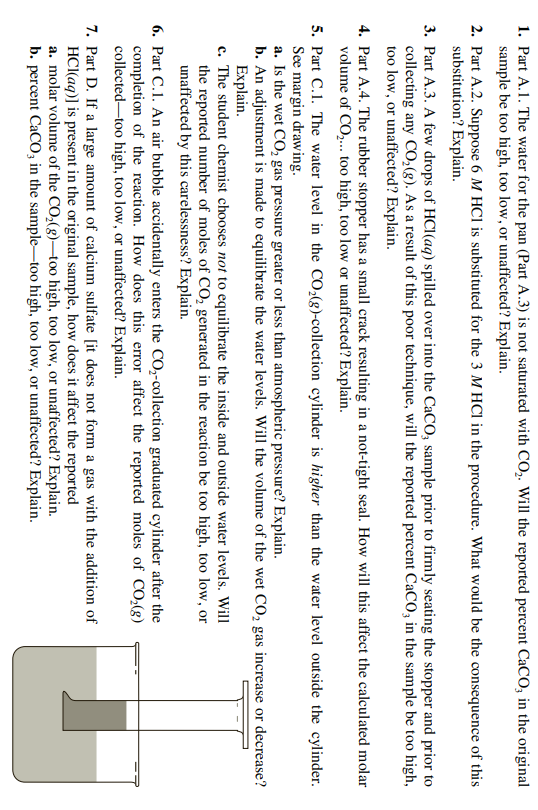 1. Part A.1. The water for the pan (Part A.3) is not saturated with CO₂. Will the reported percent CaCO₃ in the original
sample be too high, too low, or unaffected? Explain.
2. Part A.2. Suppose 6 M HCl is substituted for the 3 M HCl in the procedure. What would be the consequence of this
substitution? Explain.
3. Part A.3. A few drops of HCl(aq) spilled over into the CaCO₃ sample prior to firmly seating the stopper and prior to
collecting any CO₂(g). As a result of this poor technique, will the reported percent CaCO₃ in the sample be too high,
too low, or unaffected? Explain.
4. Part A.4. The rubber stopper has a small crack resulting in a not-tight seal. How will this affect the calculated molar
volume of CO₂... too high, too low or unaffected? Explain.
5. Part C.1. The water level in the CO₂(g)-collection cylinder is higher than the water level outside the cylinder.
See margin drawing.
a. Is the wet CO₂ gas pressure greater or less than atmospheric pressure? Explain.
b. An adjustment is made to equilibrate the water levels. Will the volume of the wet CO₂ gas increase or decrease?
Explain.
c. The student chemist chooses not to equilibrate the inside and outside water levels. Will
the reported number of moles of CO₂ generated in the reaction be too high, too low, or
unaffected by this carelessness? Explain.
6. Part C.1. An air bubble accidentally enters the CO₂-collection graduated cylinder after the
completion of the reaction. How does this error affect the reported moles of CO₂(g)
collected—too high, too low, or unaffected? Explain.
7. Part D. If a large amount of calcium sulfate [it does not form a gas with the addition of
HCl(aq)] is present in the original sample, how does it affect the reported
a. molar volume of the CO₂(g)—too high, too low, or unaffected? Explain.
b. percent CaCO₃ in the sample—too high, too low, or unaffected? Explain.